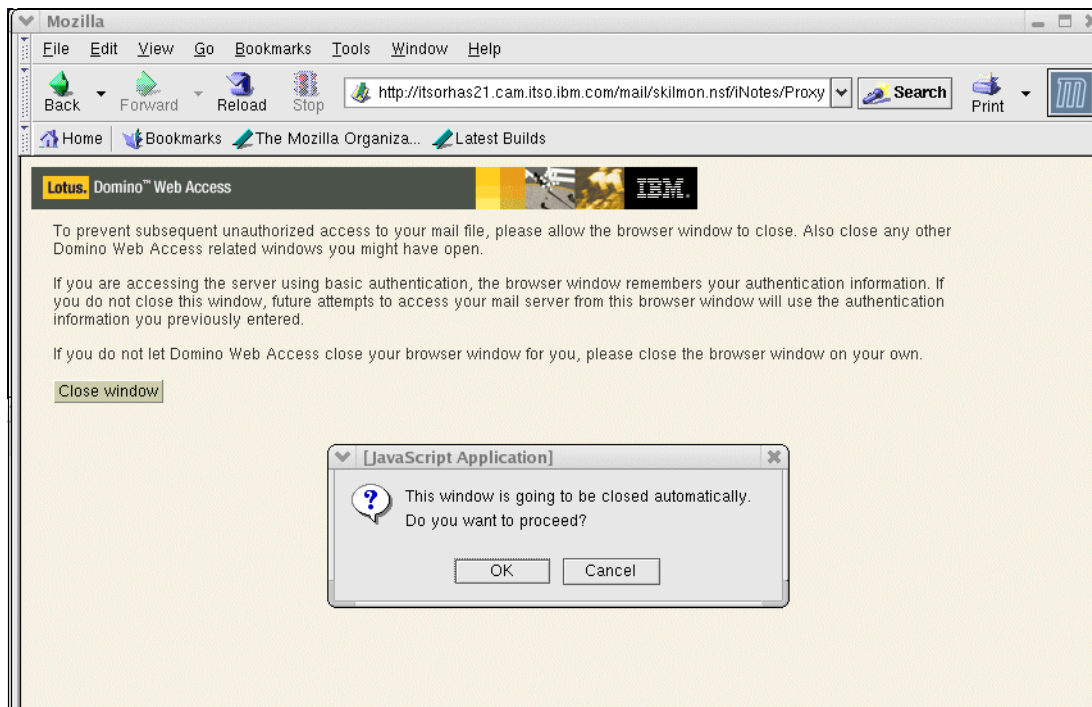 Mozilla
File Edit View Go Bookmarks Tools Window Help
http://itsorhas21.cam.itso.ibm.com/mail/skilmon.nsf/iNotes/Proxy Search
Back Forward Reload Stop Print
Home Bookmarks The Mozilla Organiza... Latest Builds
Lotus. Domino™ Web Access IBM.
To prevent subsequent unauthorized access to your mail file, please allow the browser window to close. Also close any other
Domino Web Access related windows you might have open.
If you are accessing the server using basic authentication, the browser window remembers your authentication information. If
you do not close this window, future attempts to access your mail server from this browser window will use the authentication
information you previously entered.
If you do not let Domino Web Access close your browser window for you, please close the browser window on your own.
Close window
[JavaScript Application]
This window is going to be closed automatically.
Do you want to proceed?
OK Cancel